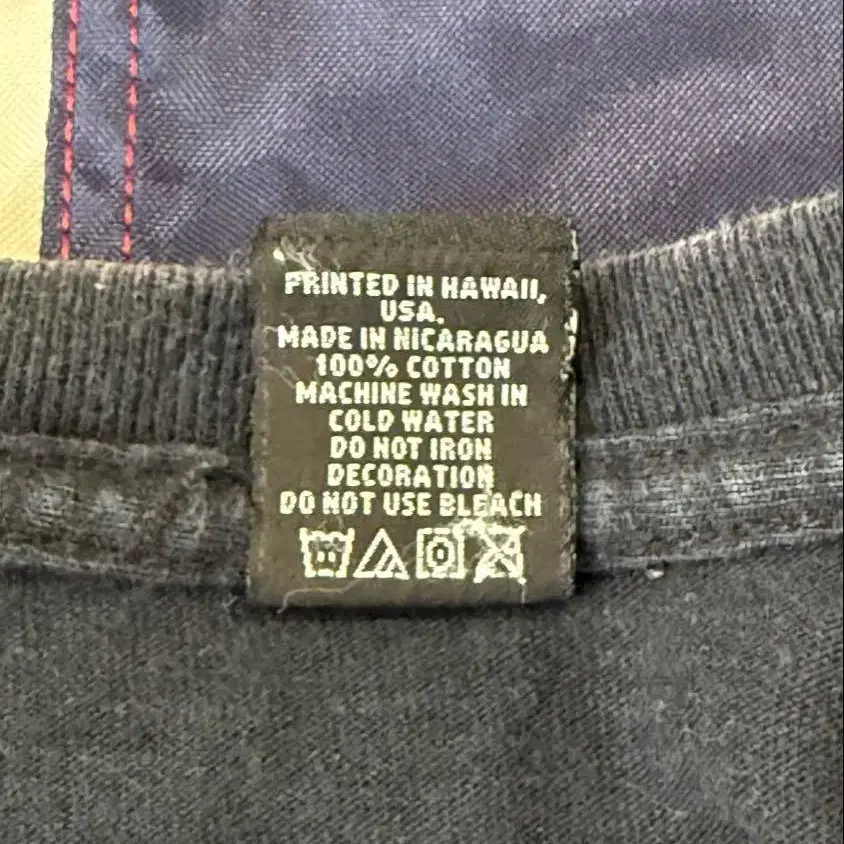 PRINTED IN HAWAII,
USA.
MADE IN NICARAGUA
100% COTTON
MACHINE WASH IN
COLD WATER
DO NOT IRON
DECORATION
DO NOT USE BLEACH